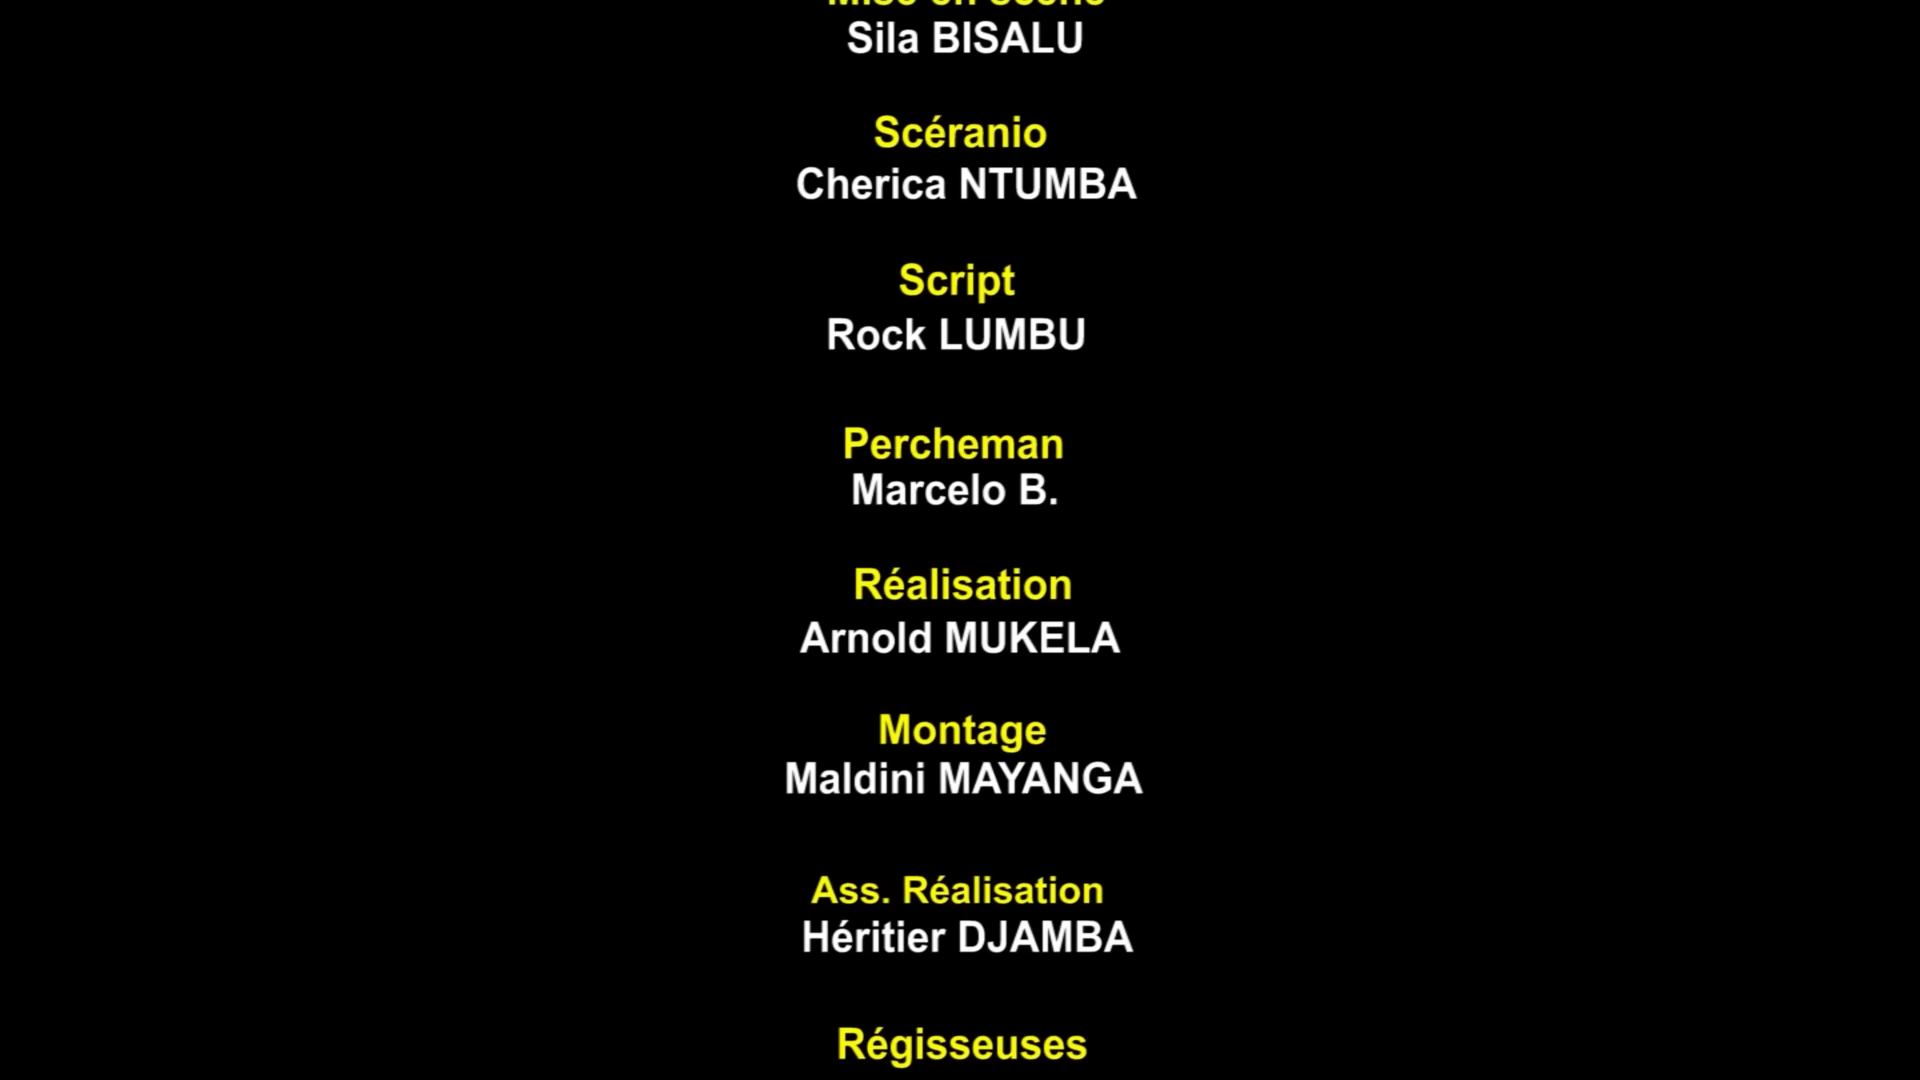 Mise en scène
Sila BISALU
Scéranio
Cherica NTUMBA
Script
Rock LUMBU
Percheman
Marcelo B.
Réalisation
Arnold MUKELA
Montage
Maldini MAYANGA
Ass. Réalisation
Héritier DJAMBA
Régisseuses